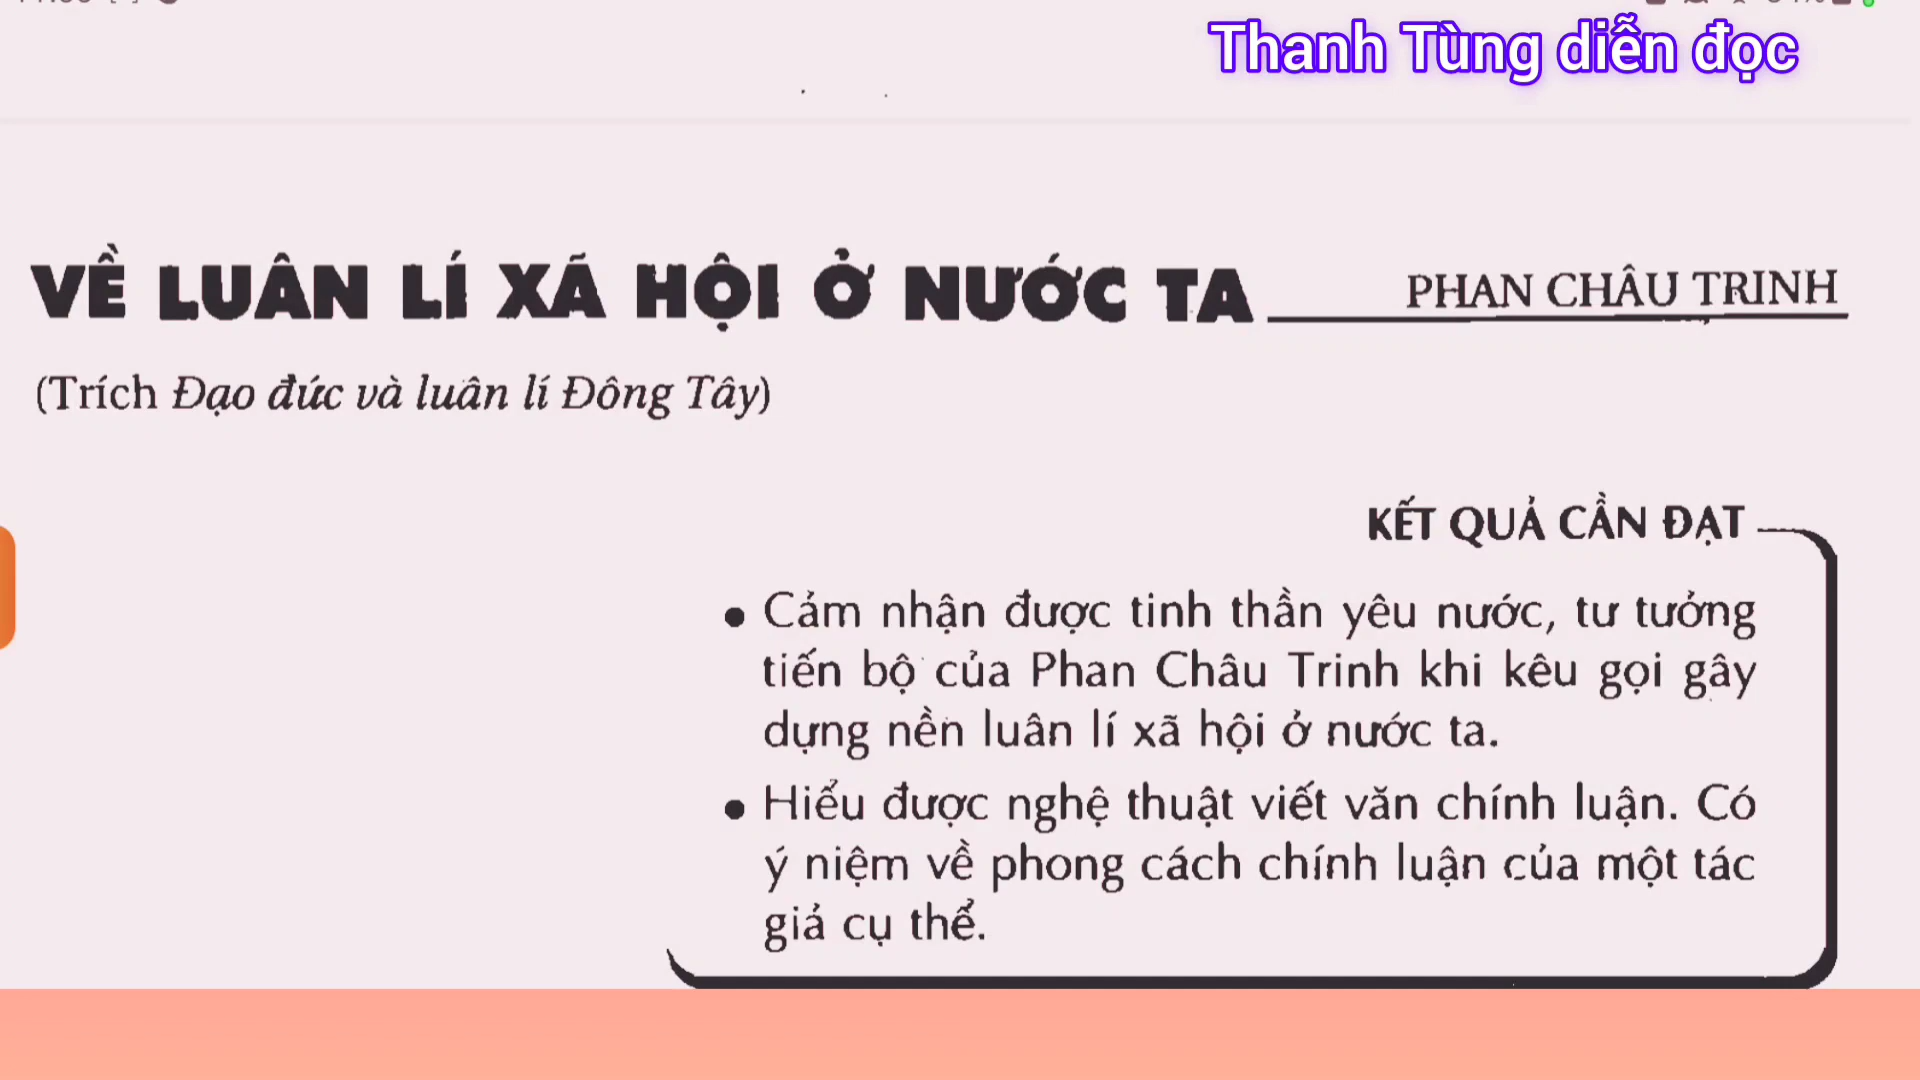 Thanh Tùng diễn đọc
VỀ LUÂN LÍ XÃ HỘI Ở NƯỚC TA PHAN CHÂU TRINH
(Trích Đạo đức và luân lí Đông Tây)
KẾT QUẢ CẦN ĐẠT
• Cảm nhận được tinh thần yêu nước, tư tưởng
tiến bộ của Phan Châu Trinh khi kêu gọi gây
dựng nền luân lí xã hội ở nước ta.
• Hiểu được nghệ thuật viết văn chính luận. Có
ý niệm về phong cách chính luận của một tác
giả cụ thể.